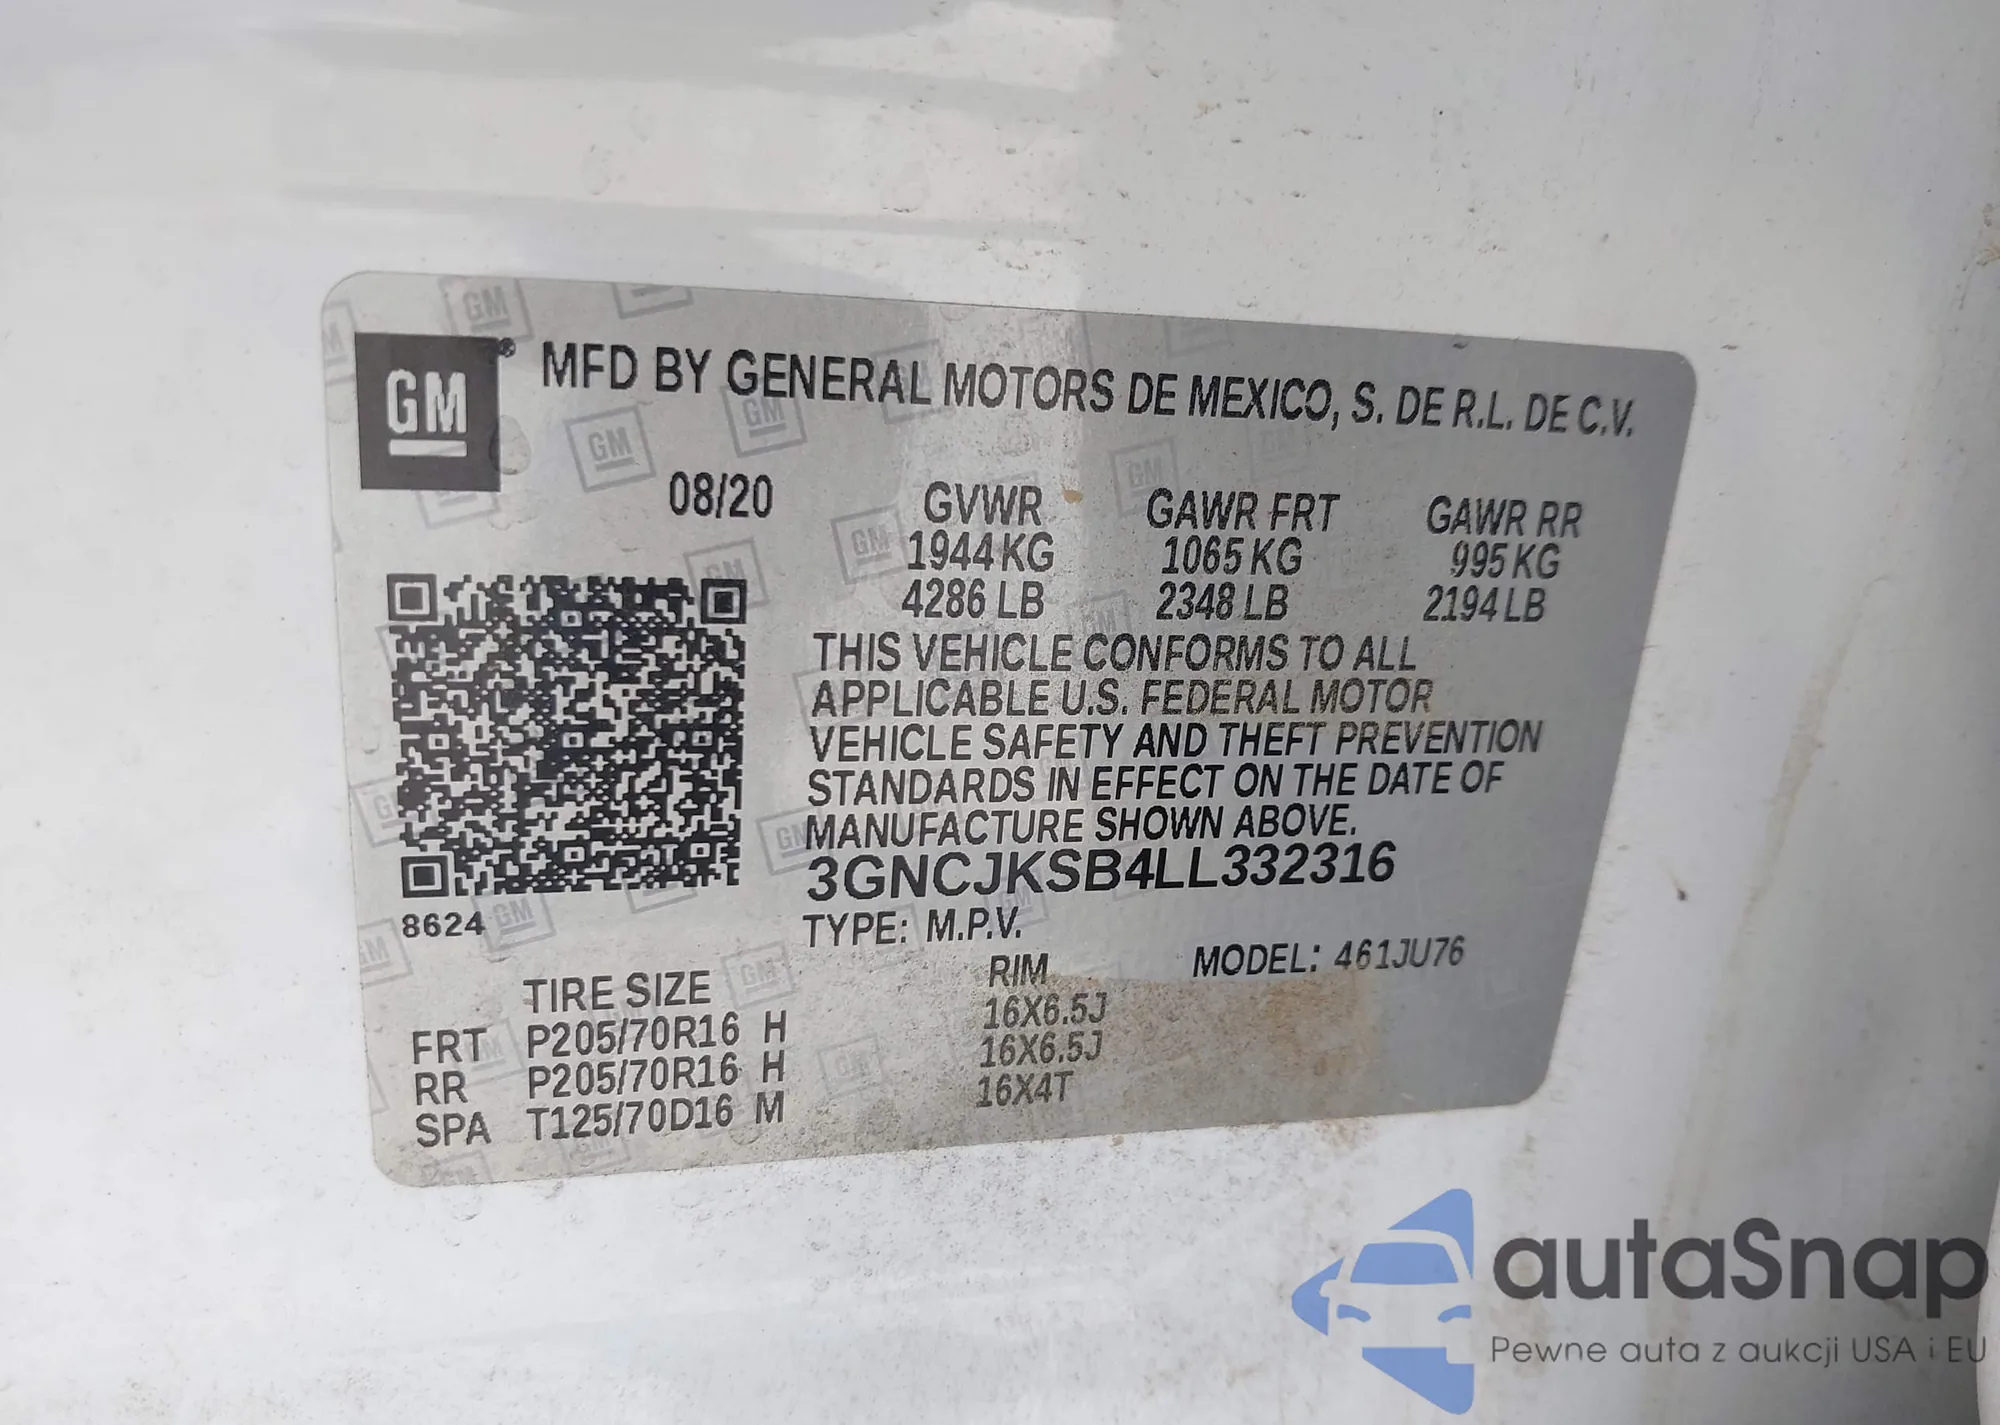 GM
MFD BY GENERAL MOTORS DE MEXICO, S. DE R.L. DE C.V.
08/20
GVWR GAWR FRT GAWR RR
1944 KG 1065 KG 995 KG
4286 LB 2348 LB 2194 LB
THIS VEHICLE CONFORMS TO ALL
APPLICABLE U.S. FEDERAL MOTOR
VEHICLE SAFETY AND THEFT PREVENTION
STANDARDS IN EFFECT ON THE DATE OF
MANUFACTURE SHOWN ABOVE.
3GNCJKSB4LL332316
8624
TYPE: M.P.V. MODEL: 461JU76
TIRE SIZE RIM
FRT P205/70R16 H 16X6.5J
RR P205/70R16 H 16X6.5J
SPA T125/70D16 M 16X4T
autaSnap
Pewne auta z aukcji USA i EU